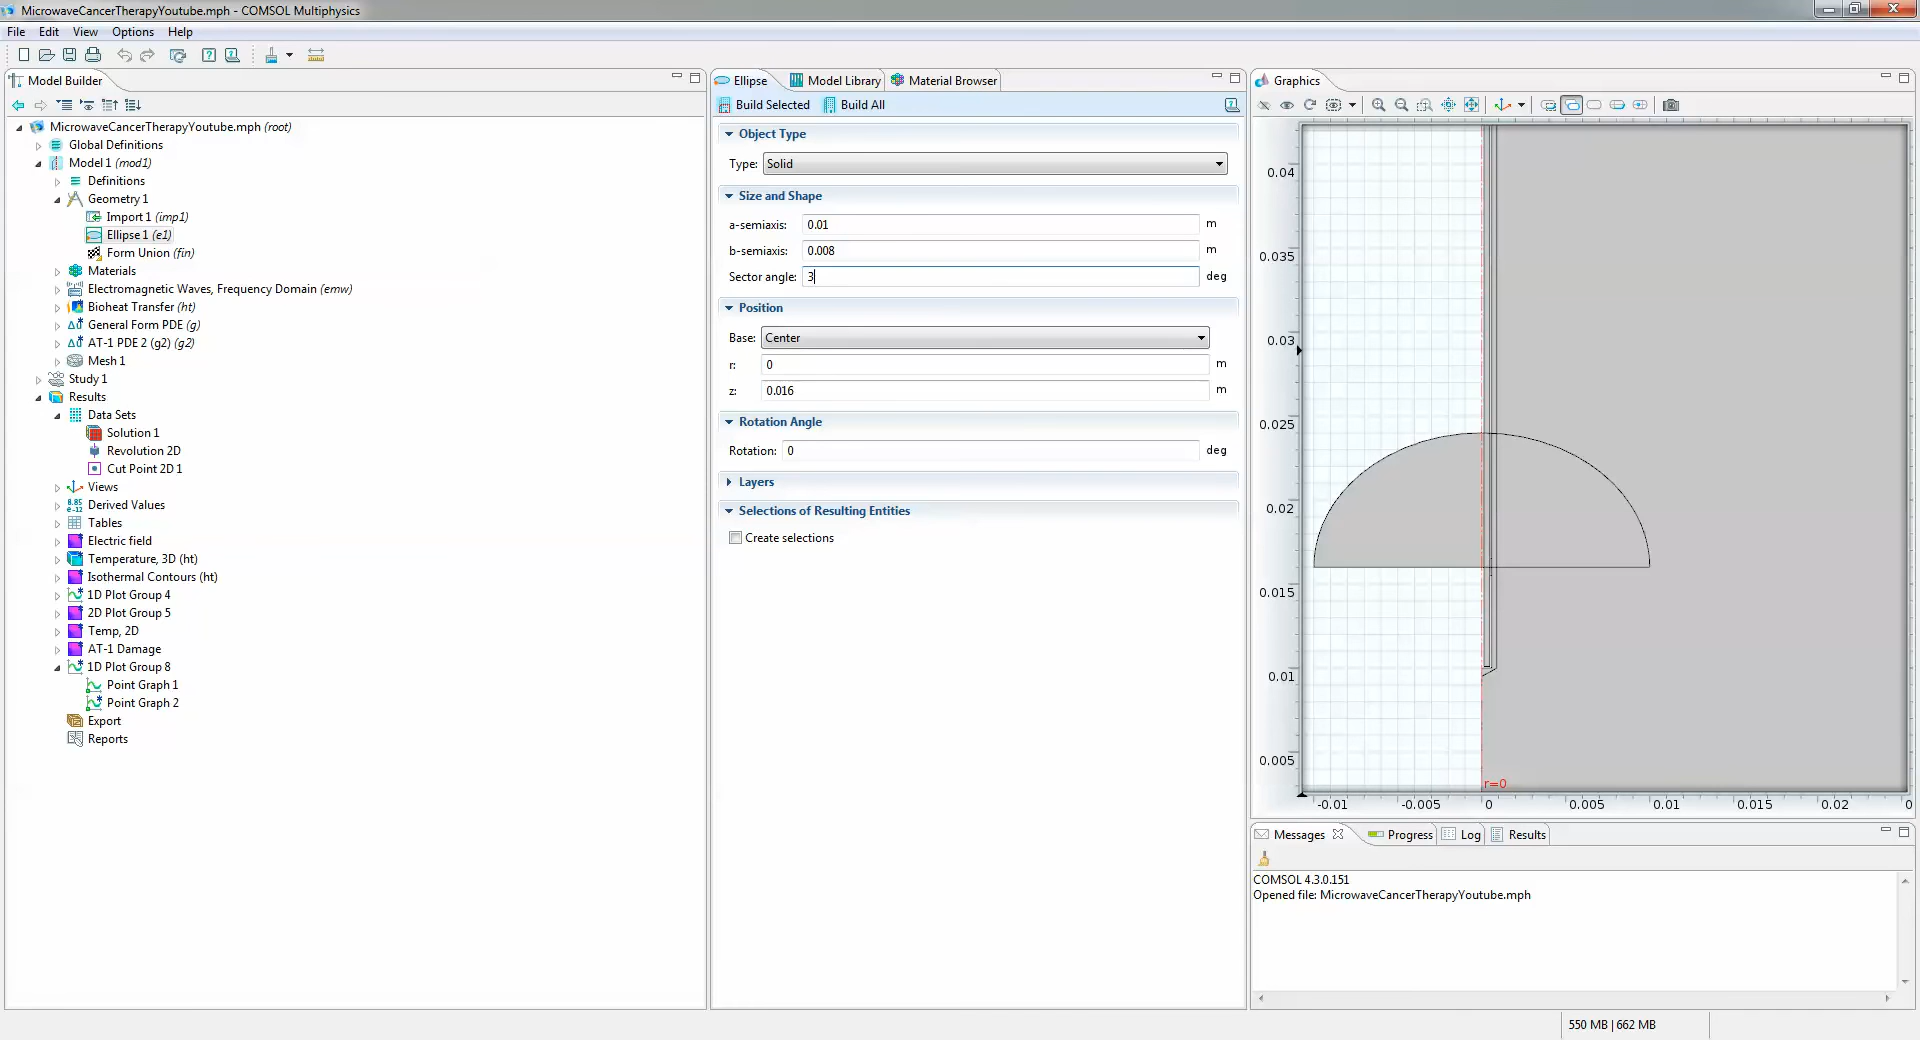 MicrowaveCancerTherapyYoutube.mph - COMSOL Multiphysics
File Edit View Options Help
Model Builder
MicrowaveCancerTherapyYoutube.mph (root)
Global Definitions
Model 1 (mod1)
Definitions
Geometry 1
Import 1 (imp1)
Ellipse 1 (e1)
Form Union (fin)
Materials
Electromagnetic Waves, Frequency Domain (emw)
Bioheat Transfer (ht)
General Form PDE (g)
AT-1 PDE 2 (g2) (g2)
Mesh 1
Study 1
Results
Data Sets
Solution 1
Revolution 2D
Cut Point 2D 1
Views
Derived Values
Tables
Electric field
Temperature, 3D (ht)
Isothermal Contours (ht)
1D Plot Group 4
2D Plot Group 5
Temp, 2D
AT-1 Damage
1D Plot Group 8
Point Graph 1
Point Graph 2
Export
Reports
Ellipse Model Library Material Browser
Build Selected Build All
Object Type
Type: Solid
Size and Shape
a-semiaxis: 0.01 m
b-semiaxis: 0.008 m
Sector angle: 3 deg
Position
Base: Center
r: 0 m
z: 0.016 m
Rotation Angle
Rotation: 0 deg
Layers
Selections of Resulting Entities
Create selections
Graphics
0.04
0.035
0.03
0.025
0.02
0.015
0.01
0.005
r=0
-0.01 -0.005 0 0.005 0.01 0.015 0.02 0
Messages Progress Log Results
COMSOL 4.3.0.151
Opened file: MicrowaveCancerTherapyYoutube.mph
550 MB | 662 MB